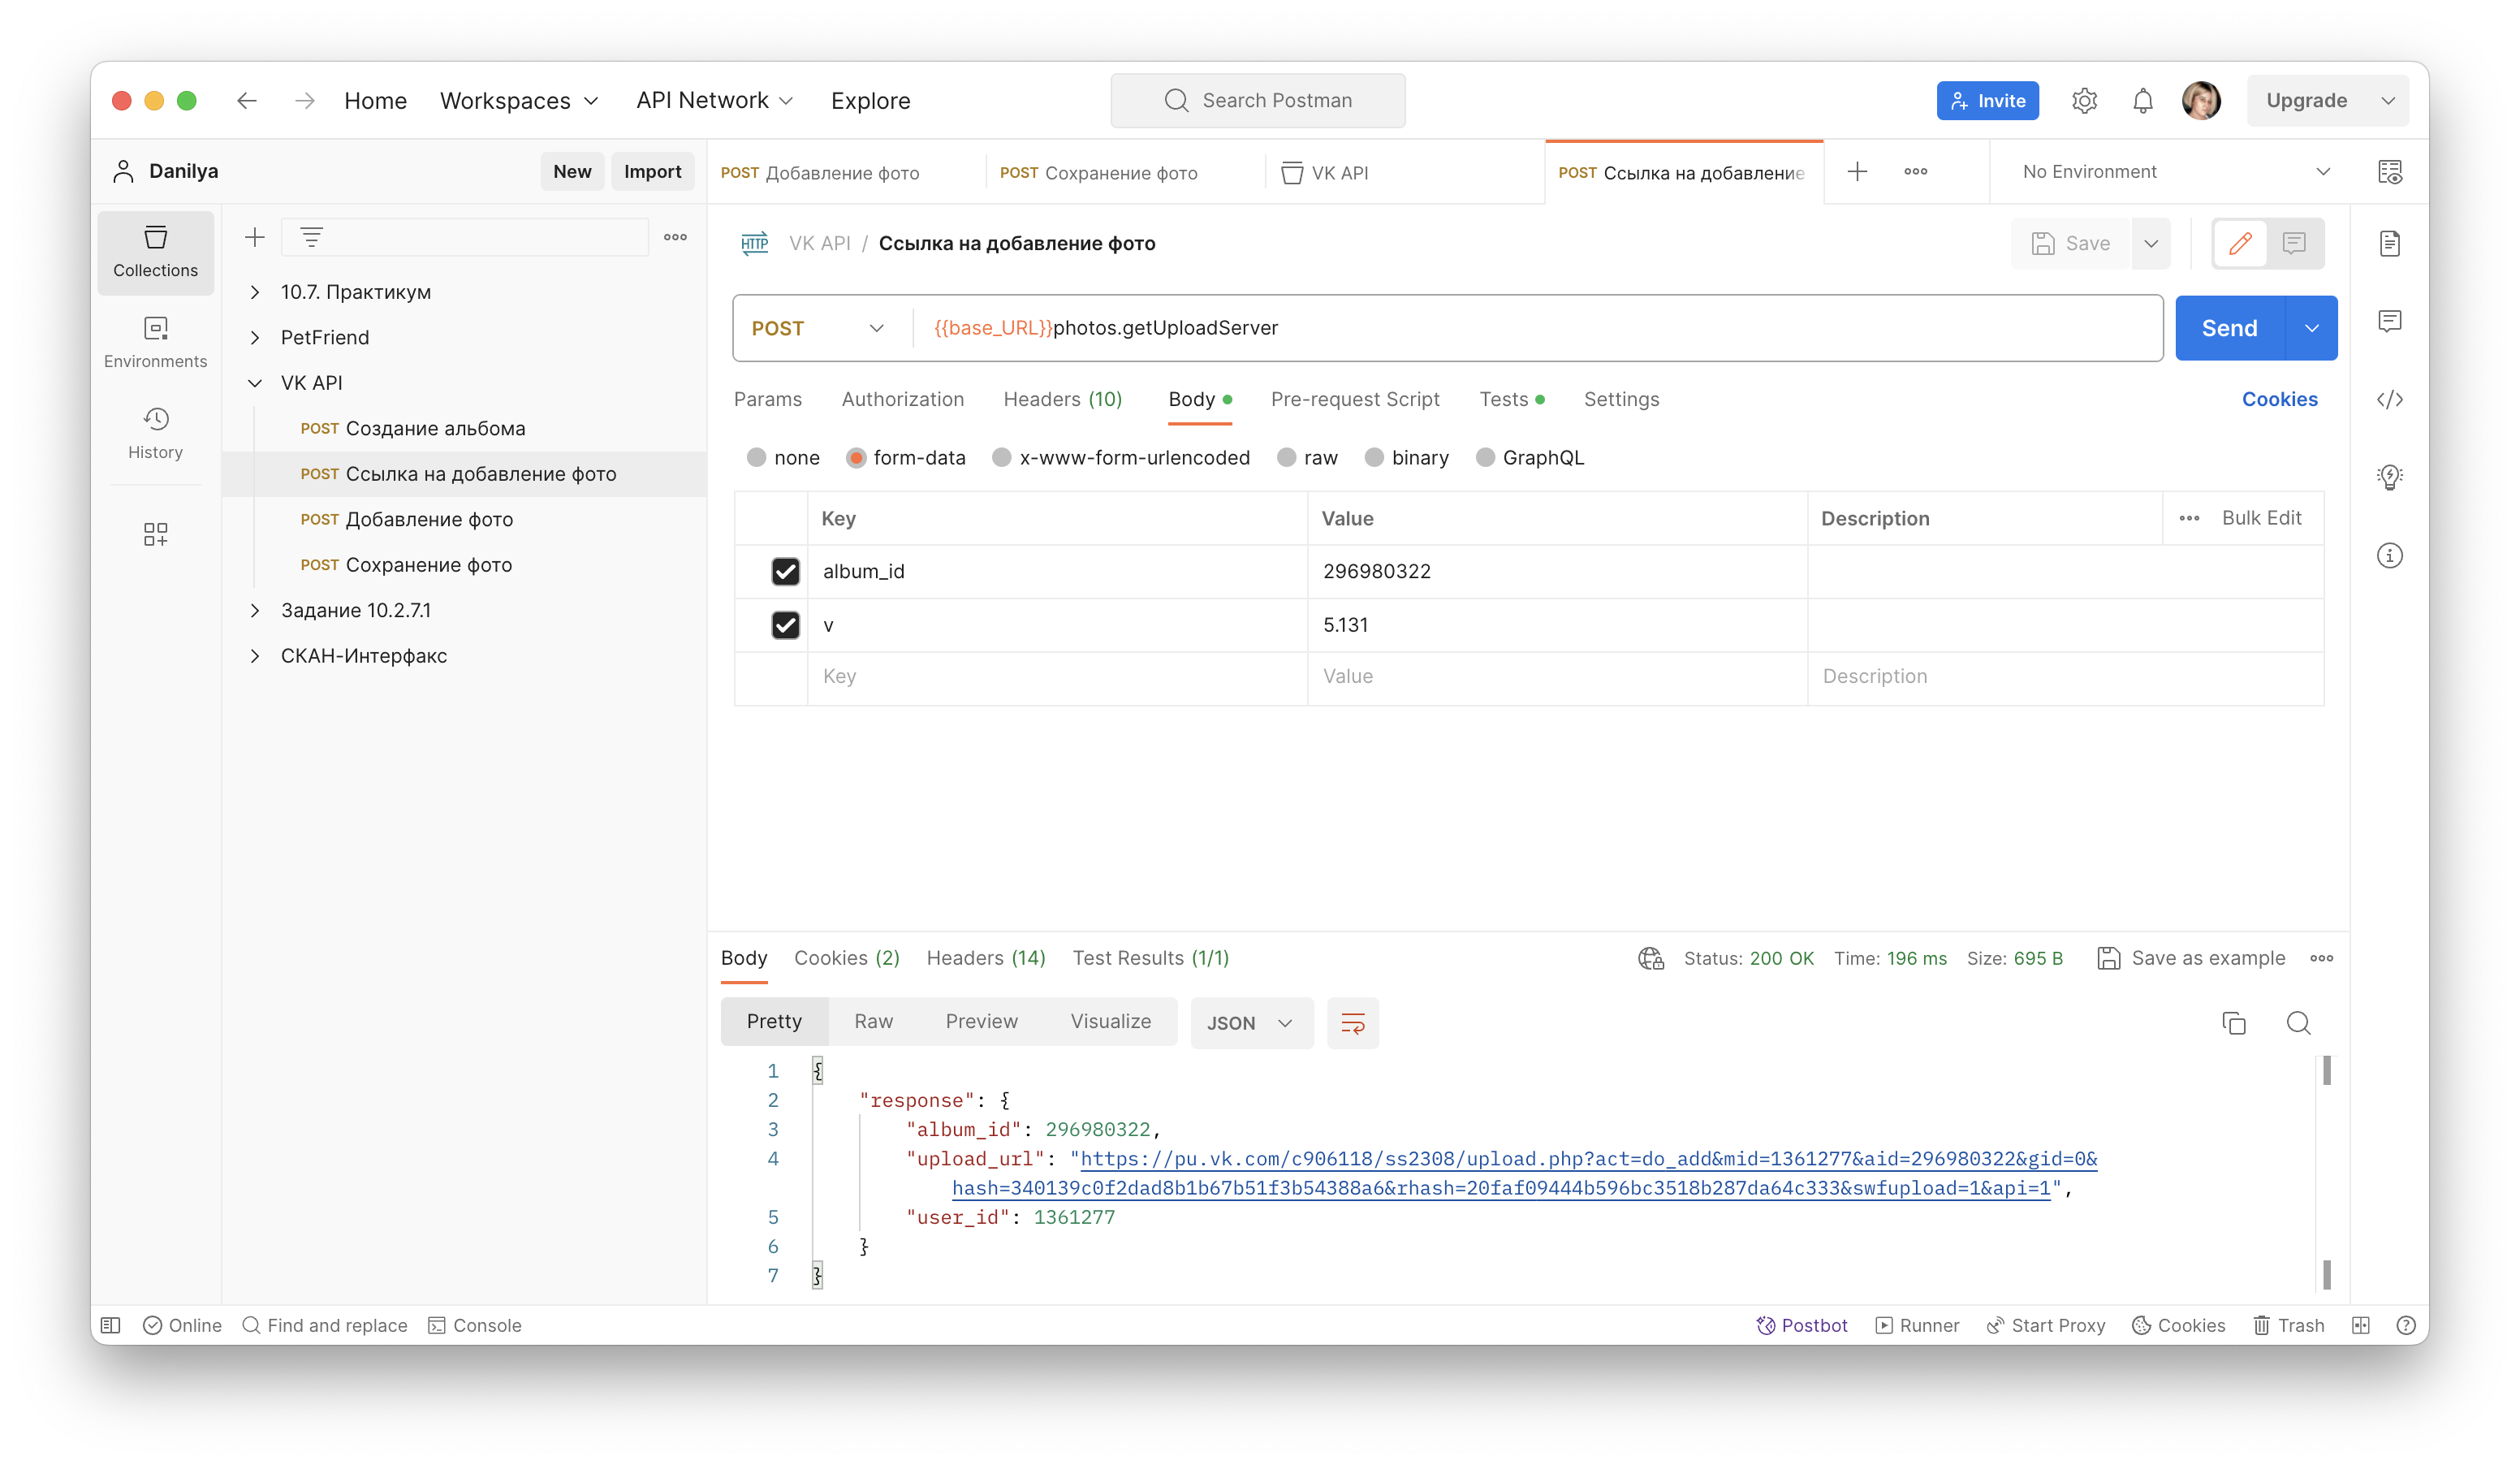 Home Workspaces API Network Explore Search Postman Invite Upgrade
Danilya New Import
POST Добавление фото POST Сохранение фото VK API POST Ссылка на добавление No Environment
Collections
Environments
History
10.7. Практикум
PetFriend
VK API
POST Создание альбома
POST Ссылка на добавление фото
POST Добавление фото
POST Сохранение фото
Задание 10.2.7.1
СКАН-Интерфакс
HTTP VK API / Ссылка на добавление фото Save
POST {{base_URL}}photos.getUploadServer Send
Params Authorization Headers (10) Body Pre-request Script Tests Settings Cookies
none form-data x-www-form-urlencoded raw binary GraphQL
Key Value Description Bulk Edit
album_id 296980322
v 5.131
Key Value Description
Body Cookies (2) Headers (14) Test Results (1/1) Status: 200 OK Time: 196 ms Size: 695 B Save as example
Pretty Raw Preview Visualize JSON
1 {
2 "response": {
3 "album_id": 296980322,
4 "upload_url": "https://pu.vk.com/c906118/ss2308/upload.php?act=do_add&mid=1361277&aid=296980322&gid=0&
hash=340139c0f2dad8b1b67b51f3b54388a6&rhash=20faf09444b596bc3518b287da64c333&swfupload=1&api=1",
5 "user_id": 1361277
6 }
7 }
Online Find and replace Console Postbot Runner Start Proxy Cookies Trash